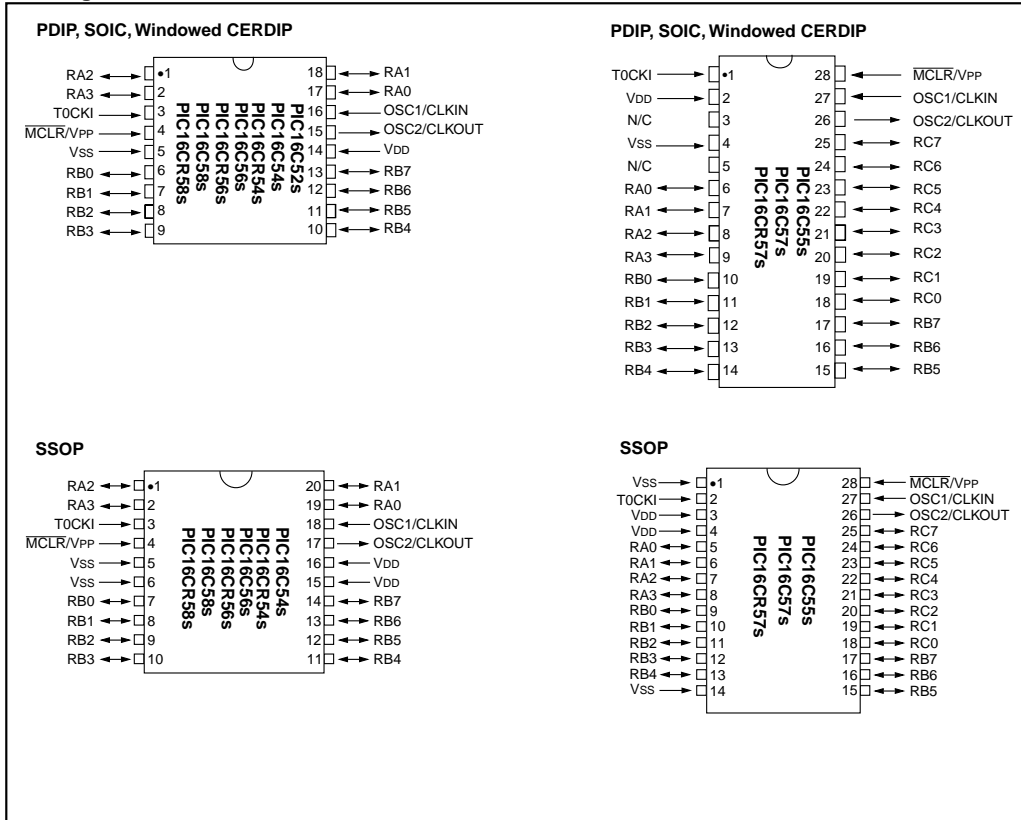 PDIP, SOIC, Windowed CERDIP
RA2 •1 18 RA1
RA3 2 17 RA0
T0CKI 3 16 OSC1/CLKIN
MCLR/VPP 4 15 OSC2/CLKOUT
VSS 5 14 VDD
RB0 6 13 RB7
RB1 7 12 RB6
RB2 8 11 RB5
RB3 9 10 RB4
PIC16C52s
PIC16C54s
PIC16CR54s
PIC16C56s
PIC16CR56s
PIC16C58s
PIC16CR58s
PDIP, SOIC, Windowed CERDIP
T0CKI •1 28 MCLR/VPP
VDD 2 27 OSC1/CLKIN
N/C 3 26 OSC2/CLKOUT
VSS 4 25 RC7
N/C 5 24 RC6
RA0 6 23 RC5
RA1 7 22 RC4
RA2 8 21 RC3
RA3 9 20 RC2
RB0 10 19 RC1
RB1 11 18 RC0
RB2 12 17 RB7
RB3 13 16 RB6
RB4 14 15 RB5
PIC16C55s
PIC16C57s
PIC16CR57s
SSOP
RA2 •1 20 RA1
RA3 2 19 RA0
T0CKI 3 18 OSC1/CLKIN
MCLR/VPP 4 17 OSC2/CLKOUT
VSS 5 16 VDD
VSS 6 15 VDD
RB0 7 14 RB7
RB1 8 13 RB6
RB2 9 12 RB5
RB3 10 11 RB4
PIC16C54s
PIC16CR54s
PIC16C56s
PIC16CR56s
PIC16C58s
PIC16CR58s
SSOP
VSS •1 28 MCLR/VPP
T0CKI 2 27 OSC1/CLKIN
VDD 3 26 OSC2/CLKOUT
VDD 4 25 RC7
RA0 5 24 RC6
RA1 6 23 RC5
RA2 7 22 RC4
RA3 8 21 RC3
RB0 9 20 RC2
RB1 10 19 RC1
RB2 11 18 RC0
RB3 12 17 RB7
RB4 13 16 RB6
VSS 14 15 RB5
PIC16C55s
PIC16C57s
PIC16CR57s